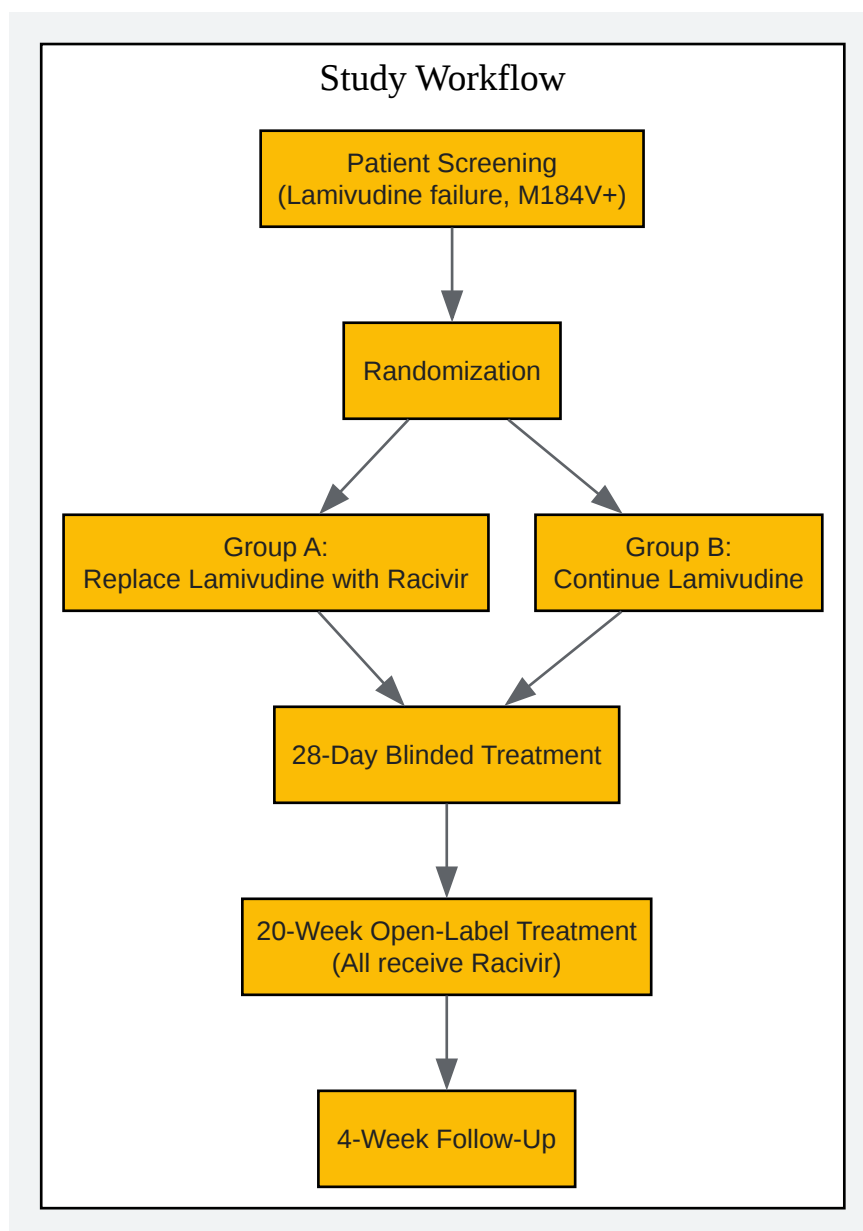 Study Workflow
Patient Screening
(Lamivudine failure, M184V+)
Randomization
Group A:
Replace Lamivudine with Racivir
Group B:
Continue Lamivudine
28-Day Blinded Treatment
20-Week Open-Label Treatment
(All receive Racivir)
4-Week Follow-Up